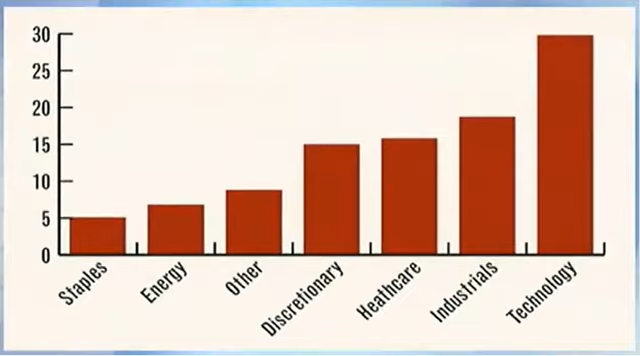 30
25
20
15
10
5
0
Staples
Energy
Other
Discretionary
Heathcare
Industrials
Technology